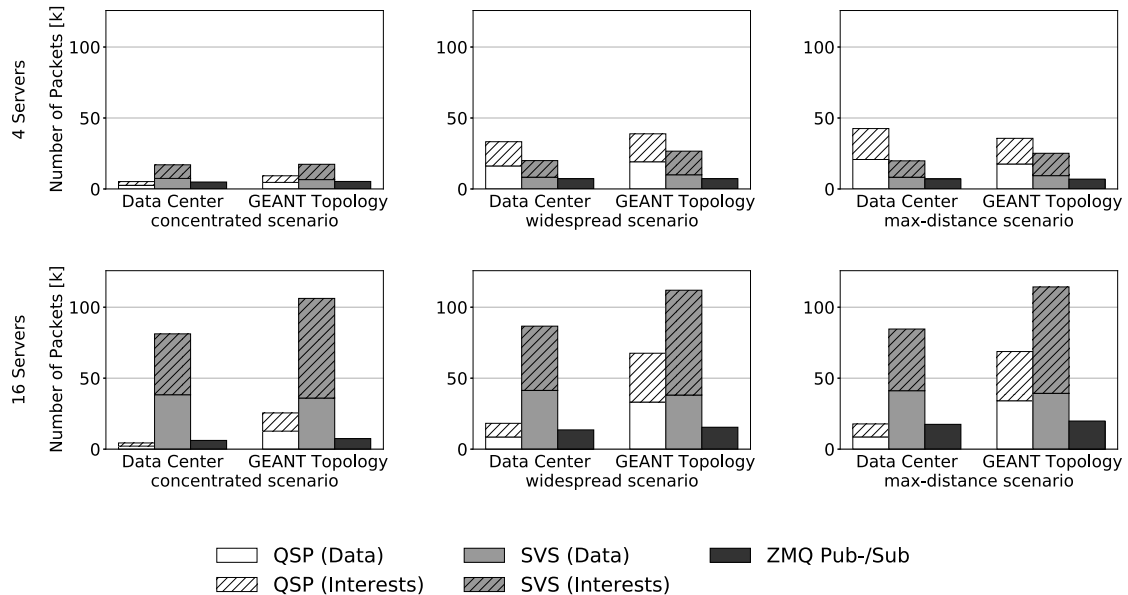 4 Servers
Number of Packets [k]
100
50
0
Data Center GEANT Topology
concentrated scenario
100
50
0
Data Center GEANT Topology
widespread scenario
100
50
0
Data Center GEANT Topology
max-distance scenario
16 Servers
Number of Packets [k]
100
50
0
Data Center GEANT Topology
concentrated scenario
100
50
0
Data Center GEANT Topology
widespread scenario
100
50
0
Data Center GEANT Topology
max-distance scenario
QSP (Data)
QSP (Interests)
SVS (Data)
SVS (Interests)
ZMQ Pub-/Sub